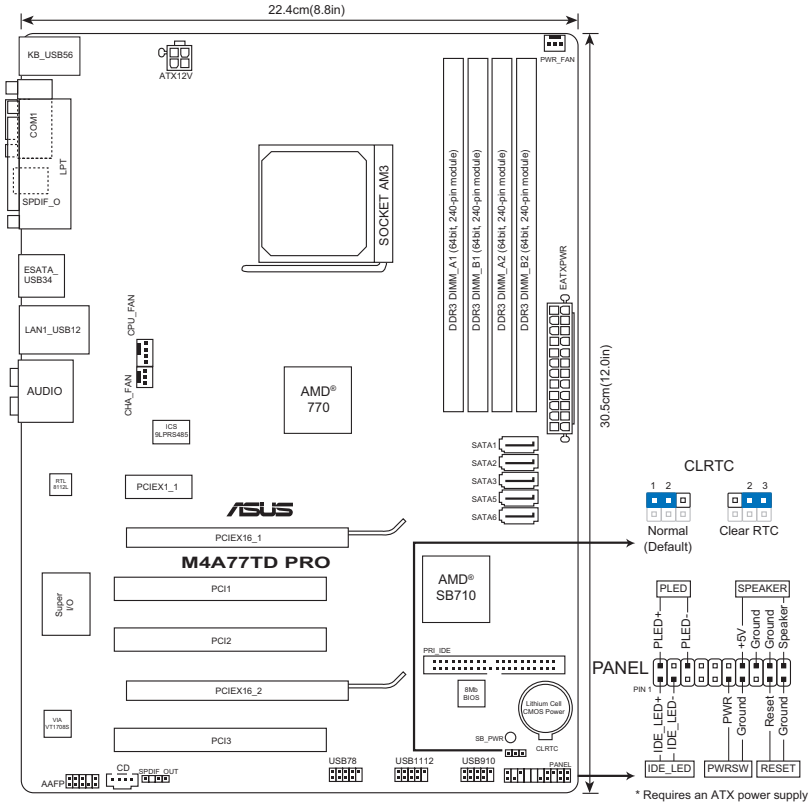 22.4cm(8.8in)
KB_USB56
ATX12V
PWR_FAN
COM1
LPT
SPDIF_O
SOCKET AM3
DDR3 DIMM_A1 (64bit, 240-pin module)
DDR3 DIMM_B1 (64bit, 240-pin module)
DDR3 DIMM_A2 (64bit, 240-pin module)
DDR3 DIMM_B2 (64bit, 240-pin module)
EATXPWR
30.5cm(12.0in)
ESATA_
USB34
LAN1_USB12
CPU_FAN
CHA_FAN
AUDIO
AMD®
770
ICS
9LPRS485
SATA1
SATA2
SATA3
SATA5
SATA6
RTL
8112L
PCIEX1_1
ASUS
PCIEX16_1
M4A77TD PRO
PCI1
Super
I/O
AMD®
SB710
PCI2
PRI_IDE
PCIEX16_2
8Mb
BIOS
Lithium Cell
CMOS Power
VIA
VT1708S
PCI3
SB_PWR
CLRTC
AAFP
CD
SPDIF_OUT
USB78
USB1112
USB910
PANEL
CLRTC
1 2
2 3
Normal
(Default)
Clear RTC
PLED
SPEAKER
PLED+
PLED-
+5V
Ground
Ground
Speaker-
PANEL
PIN 1
IDE_LED+
IDE_LED-
PWR
Ground
Reset
Ground
IDE_LED
PWRSW
RESET
* Requires an ATX power supply